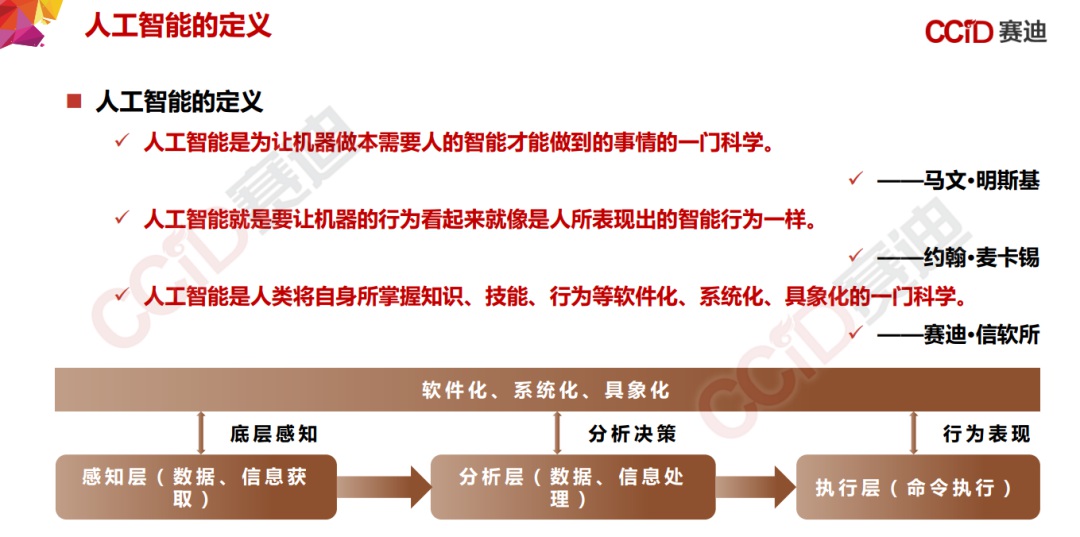 人工智能的定义
CCiD 赛迪
人工智能的定义
人工智能是为让机器做本需要人的智能才能做到的事情的一门科学。
——马文·明斯基
人工智能就是要让机器的行为看起来就像是人所表现出的智能行为一样。
——约翰·麦卡锡
人工智能是人类将自身所掌握知识、技能、行为等软件化、系统化、具象化的一门科学。
——赛迪·信软所
软件化、系统化、具象化
底层感知
分析决策
行为表现
感知层（数据、信息获
取）
分析层（数据、信息处
理）
执行层（命令执行）
CCiD赛迪
CCiD赛迪